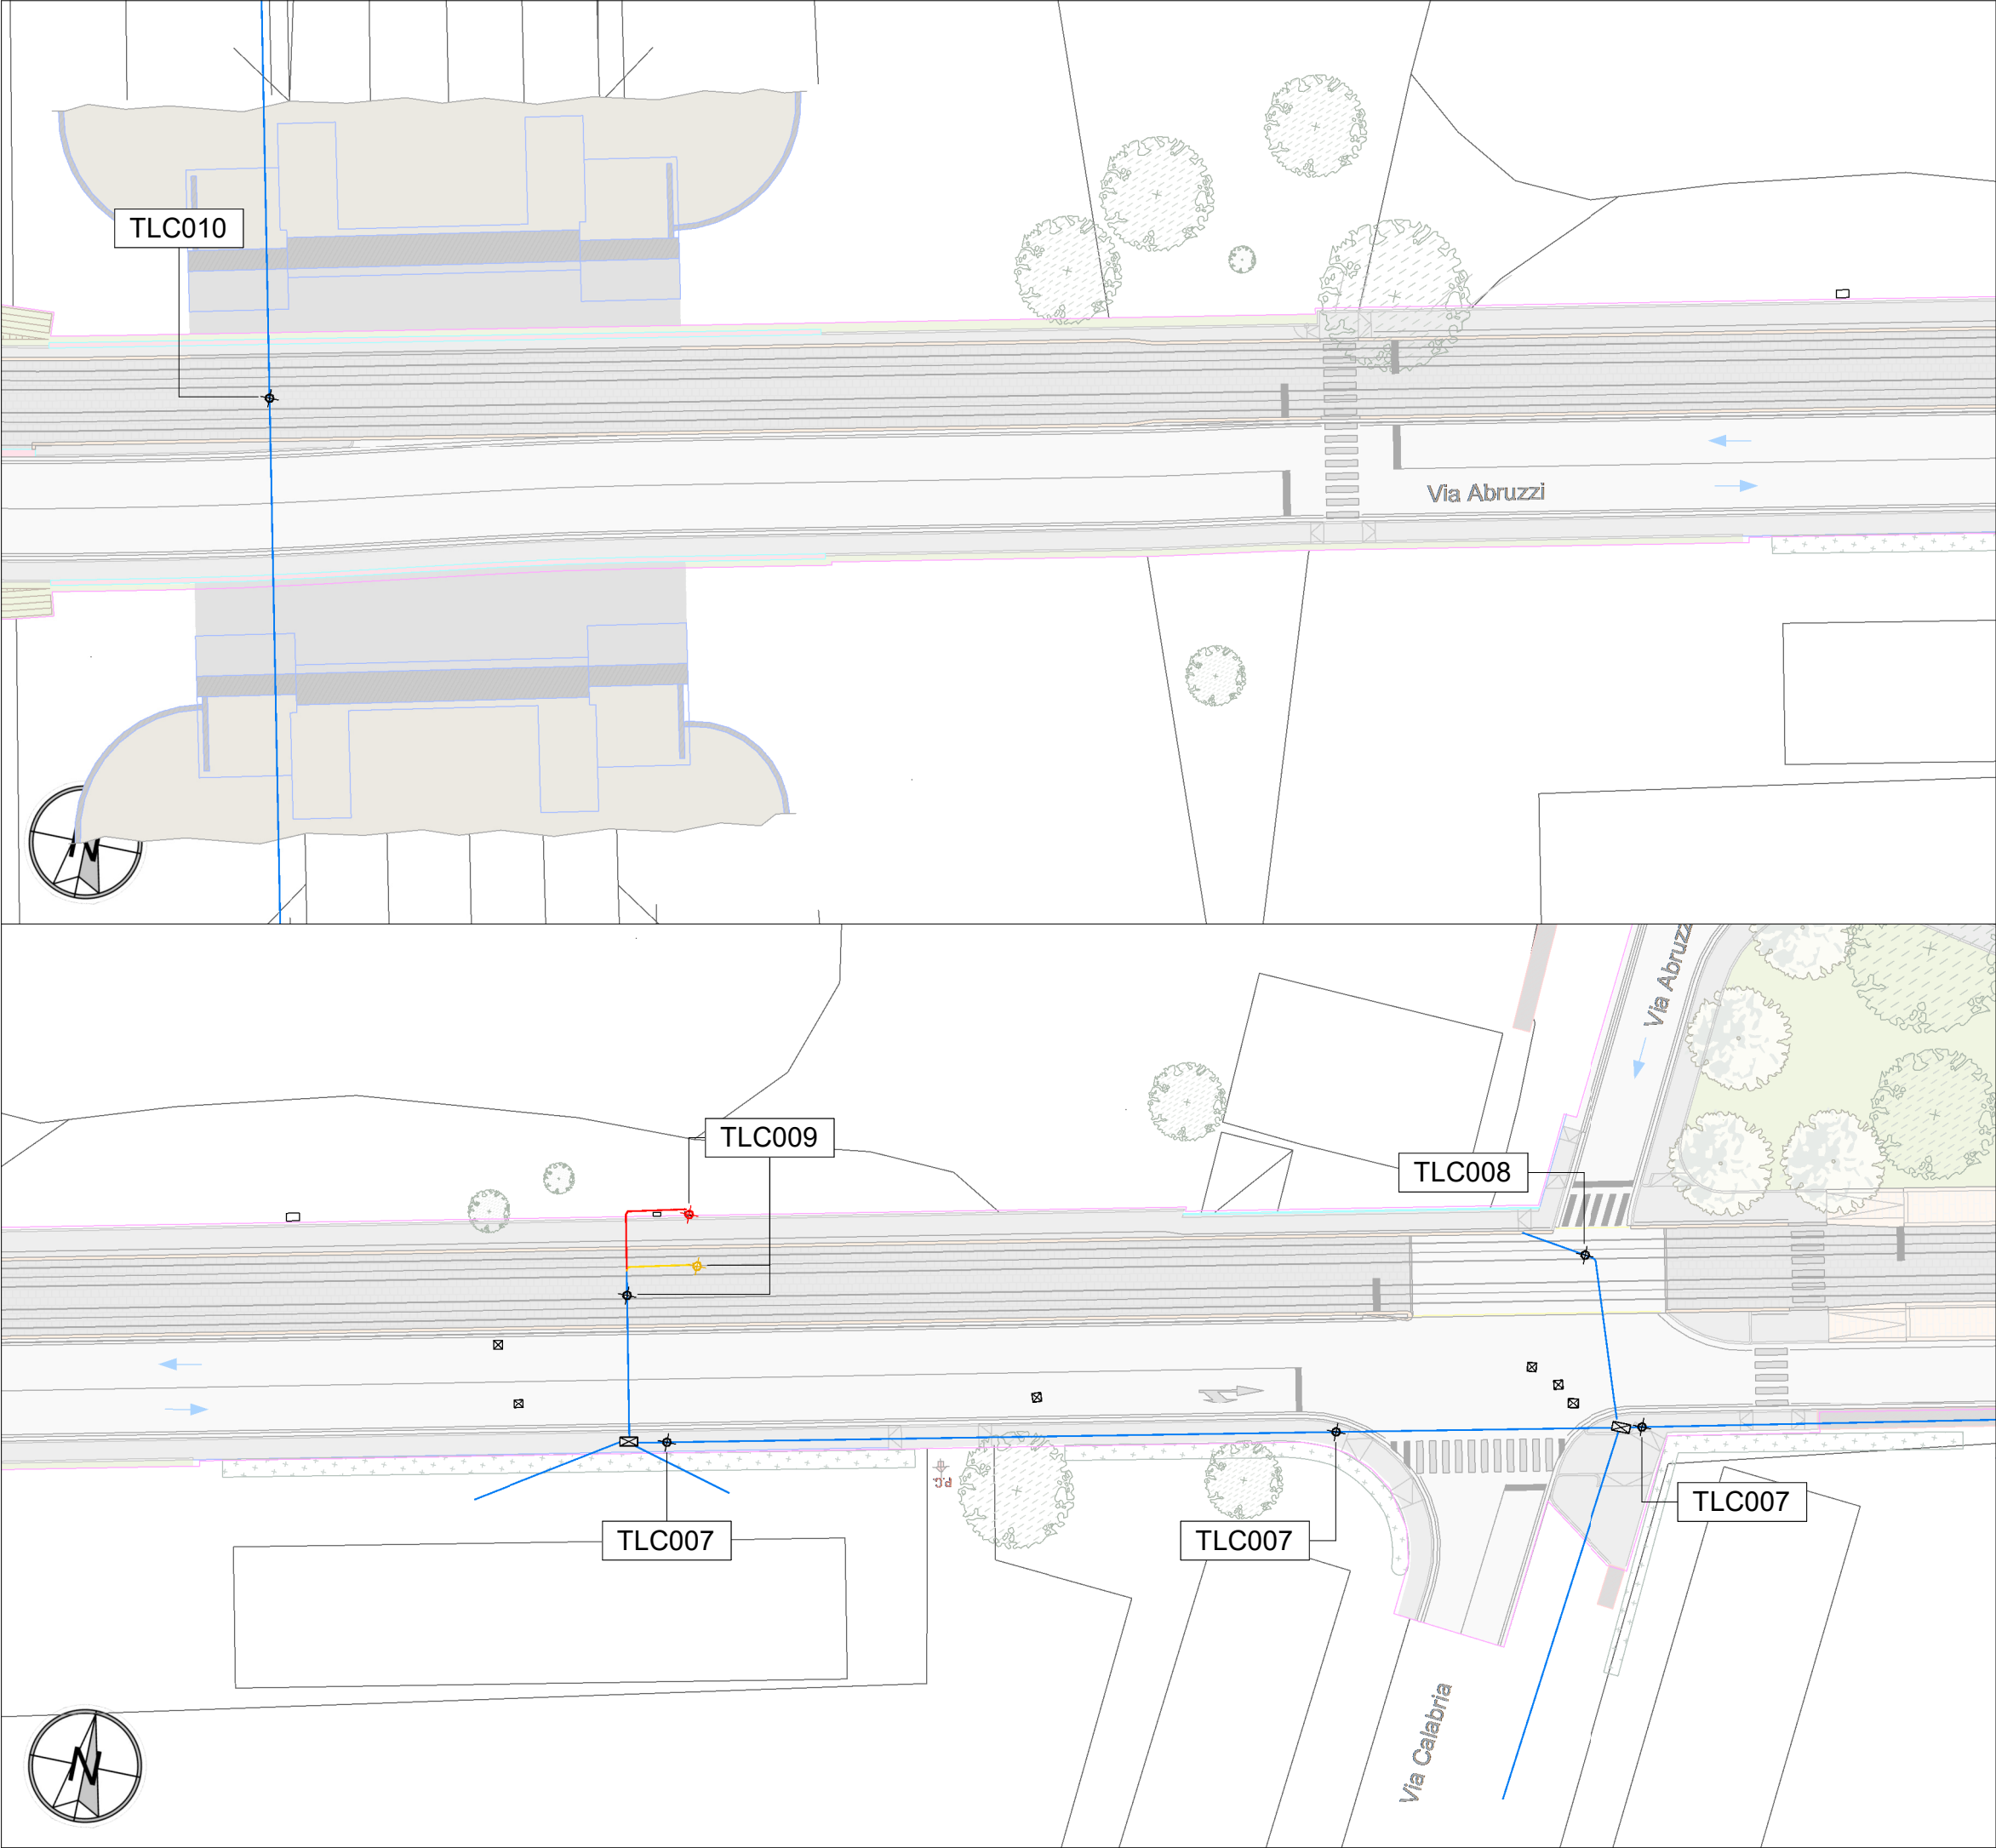 TLC010
Via Abruzzi
N
Via Abruzzi
TLC009
TLC008
TLC007
TLC007
TLC007
Via Calabria
N